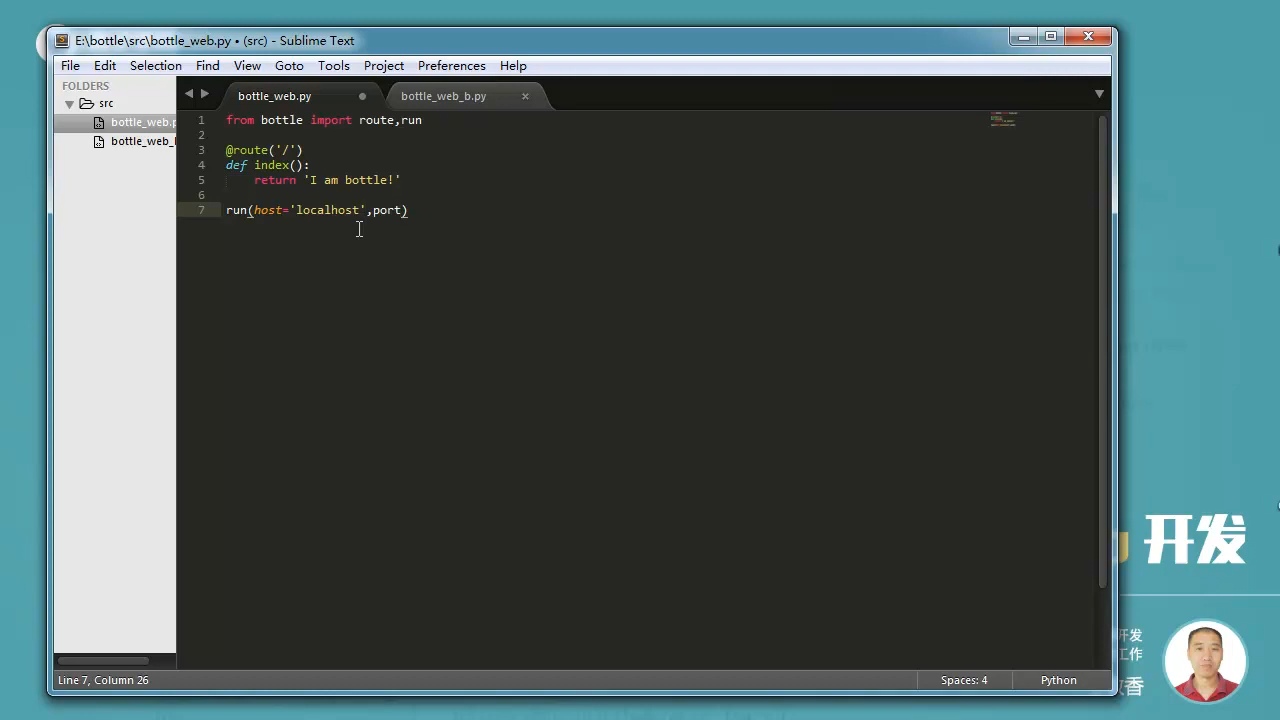 E:\bottle\src\bottle_web.py • (src) - Sublime Text
File Edit Selection Find View Goto Tools Project Preferences Help
FOLDERS
src
bottle_web.p
bottle_web_
bottle_web.py
bottle_web_b.py
1 from bottle import route,run
2
3 @route('/')
4 def index():
5 return 'I am bottle!'
6
7 run(host='localhost',port)
Line 7, Column 26
Spaces: 4
Python
开发
开发
工作
香